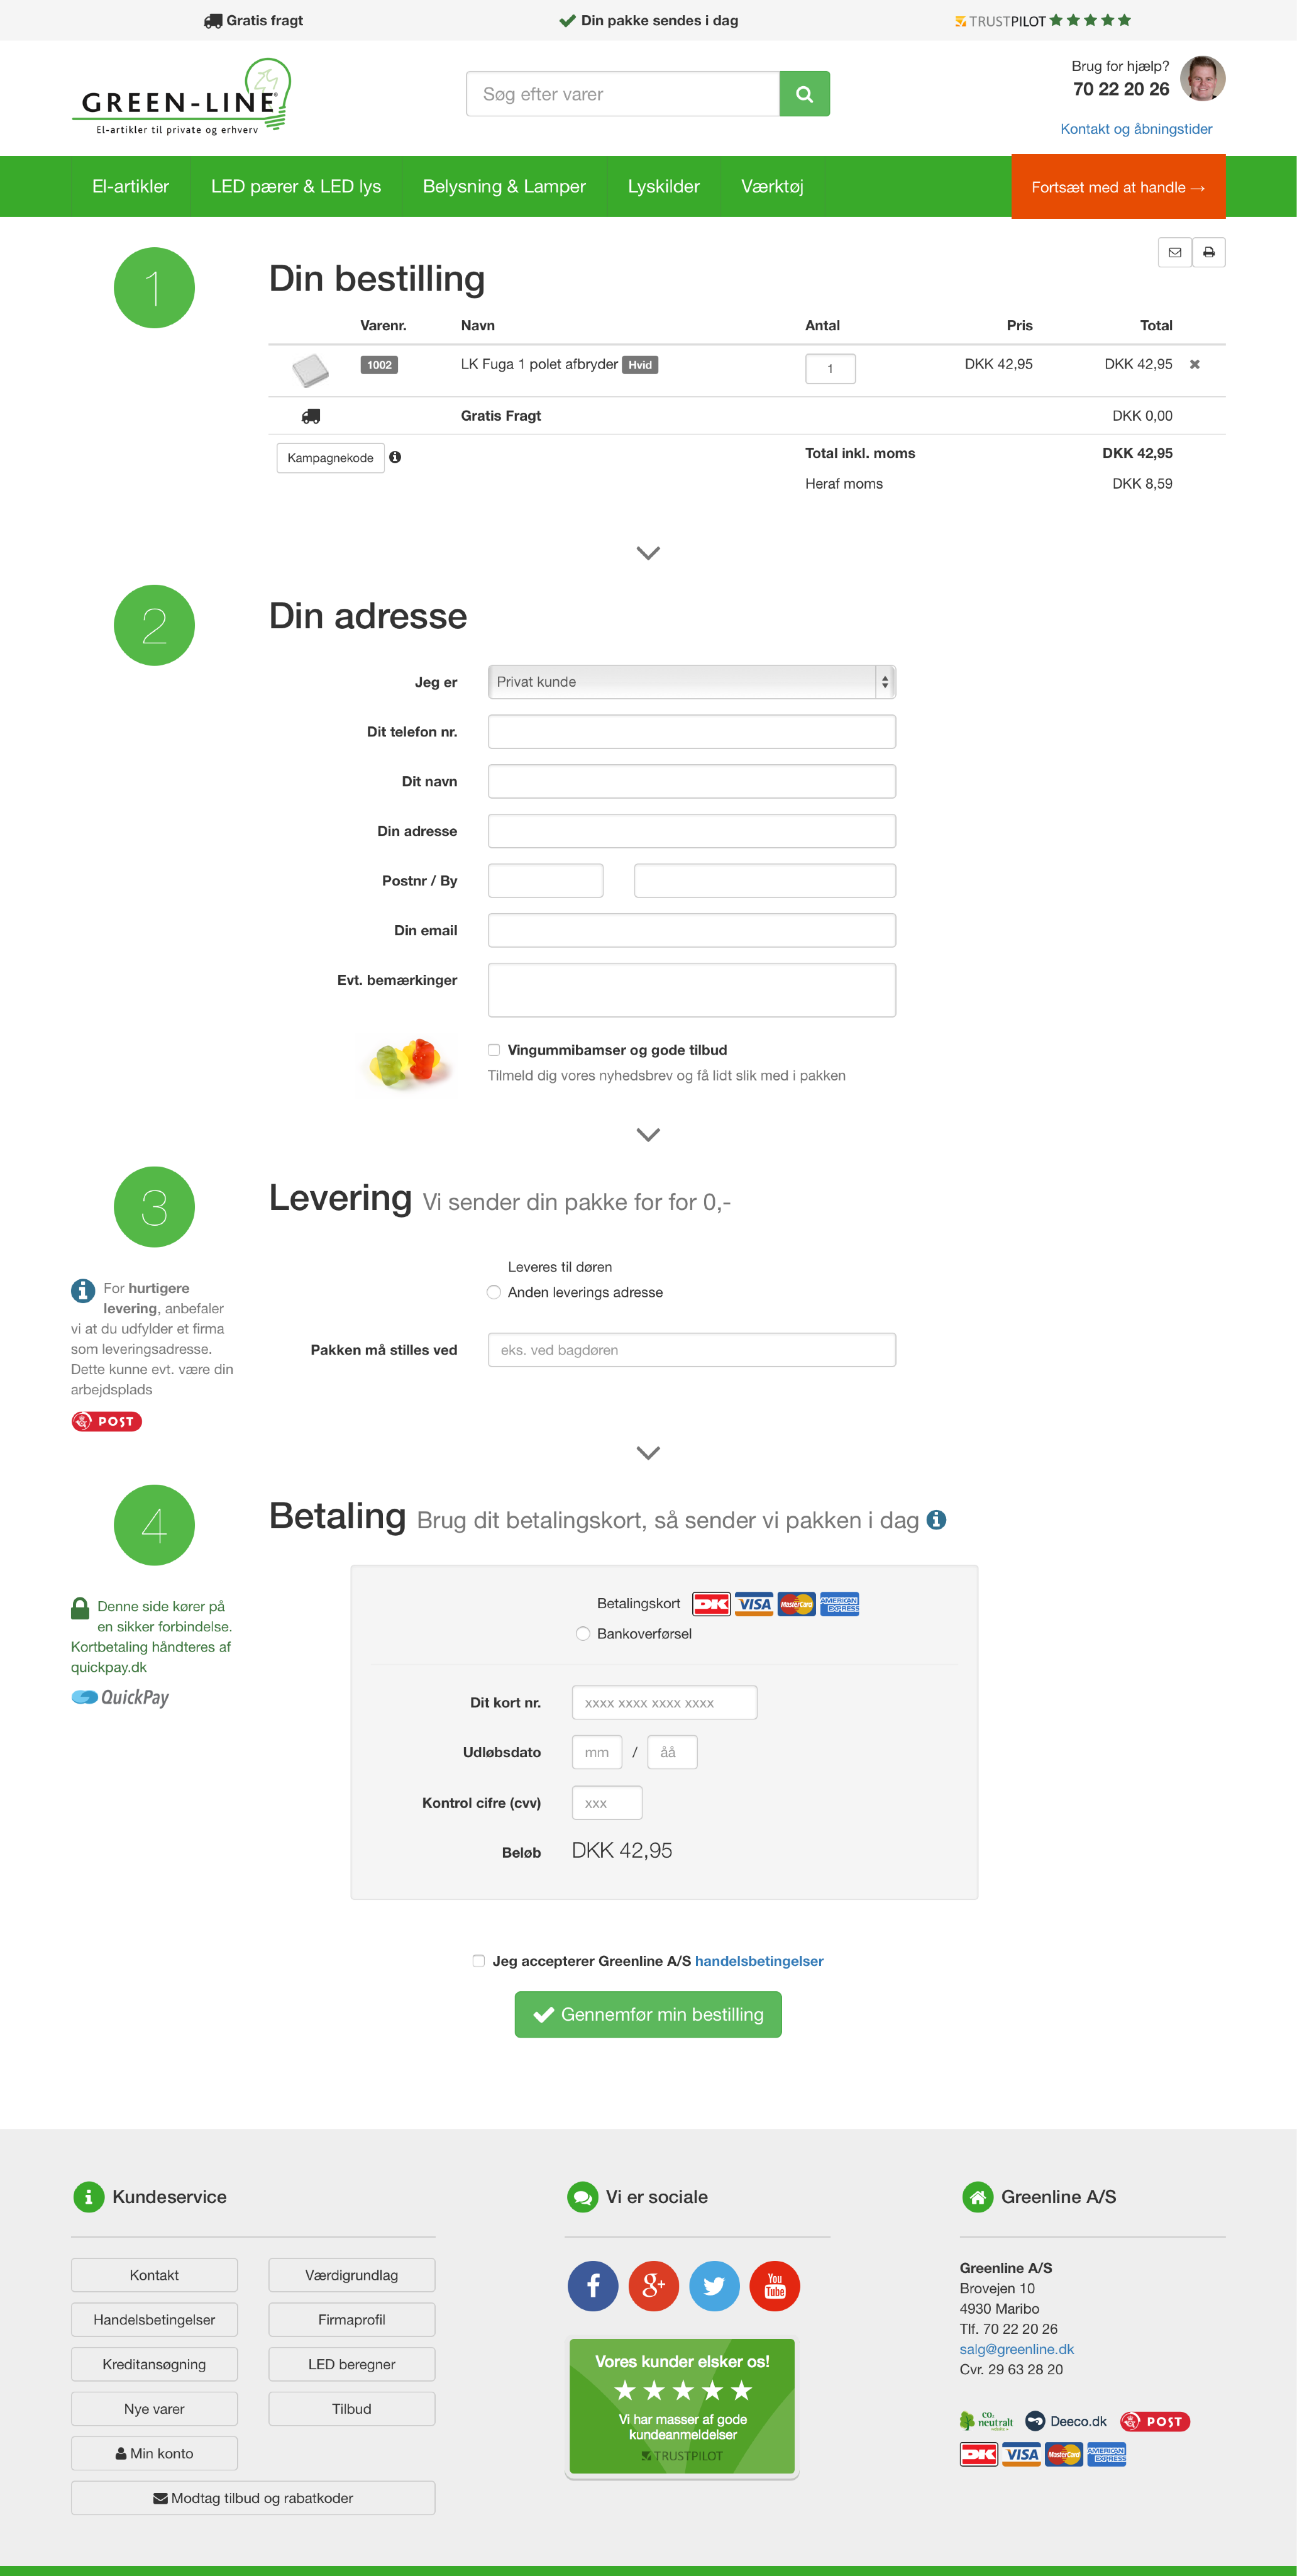 Gratis fragt
Din pakke sendes i dag
TRUSTPILOT
GREEN-LINE®
El-artikler til private og erhverv
Søg efter varer
Brug for hjælp?
70 22 20 26
Kontakt og åbningstider
El-artikler
LED pærer & LED lys
Belysning & Lamper
Lyskilder
Værktøj
Fortsæt med at handle →
1
Din bestilling
Varenr. Navn Antal Pris Total
1002 LK Fuga 1 polet afbryder Hvid 1 DKK 42,95 DKK 42,95
Gratis Fragt DKK 0,00
Kampagnekode
Total inkl. moms DKK 42,95
Heraf moms DKK 8,59
2
Din adresse
Jeg er Privat kunde
Dit telefon nr.
Dit navn
Din adresse
Postnr / By
Din email
Evt. bemærkinger
Vingummibamser og gode tilbud
Tilmeld dig vores nyhedsbrev og få lidt slik med i pakken
3
Levering Vi sender din pakke for for 0,-
For hurtigere
levering, anbefaler
vi at du udfylder et firma
som leveringsadresse.
Dette kunne evt. være din
arbejdsplads
POST
Leveres til døren
Anden leverings adresse
Pakken må stilles ved eks. ved bagdøren
4
Betaling Brug dit betalingskort, så sender vi pakken i dag
Denne side kører på
en sikker forbindelse.
Kortbetaling håndteres af
quickpay.dk
QuickPay
Betalingskort DK VISA MasterCard AMERICAN EXPRESS
Bankoverførsel
Dit kort nr. xxxx xxxx xxxx xxxx
Udløbsdato mm / åå
Kontrol cifre (cvv) xxx
Beløb DKK 42,95
Jeg accepterer Greenline A/S handelsbetingelser
Gennemfør min bestilling
Kundeservice
Kontakt
Værdigrundlag
Handelsbetingelser
Firmaprofil
Kreditansøgning
LED beregner
Nye varer
Tilbud
Min konto
Modtag tilbud og rabatkoder
Vi er sociale
f
g+
You
Tube
Vores kunder elsker os!
Vi har masser af gode
kundeanmeldelser
TRUSTPILOT
Greenline A/S
Greenline A/S
Brovejen 10
4930 Maribo
Tlf. 70 22 20 26
salg@greenline.dk
Cvr. 29 63 28 20
CO₂
neutralt
Deeco.dk
POST
DK VISA MasterCard AMERICAN EXPRESS